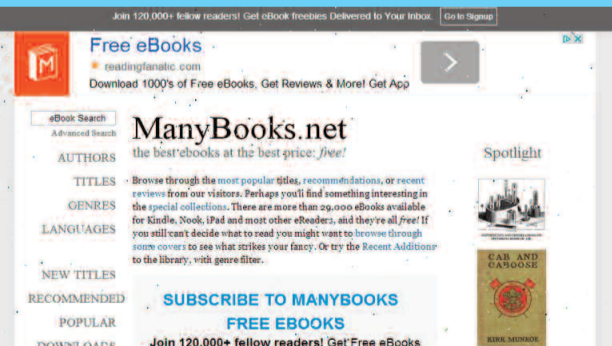 Join 120,000+ fellow readers! Get eBook freebies Delivered to Your Inbox. Go to Signup
Free eBooks
readingfanatic.com
Download 1000's of Free eBooks, Get Reviews & More! Get App
eBook Search
Advanced Search
AUTHORS
TITLES
GENRES
LANGUAGES
NEW TITLES
RECOMMENDED
POPULAR
DOWNLOADS
ManyBooks.net
the best ebooks at the best price: free!
Browse through the most popular titles, recommendations, or recent
reviews from our visitors. Perhaps you'll find something interesting in
the special collections. There are more than 29,000 eBooks available
for Kindle, Nook, iPad and most other eReaders, and they're all free! If
you still can't decide what to read you might want to browse through
some covers to see what strikes your fancy. Or try the Recent Additions
to the library, with genre filter.
SUBSCRIBE TO MANYBOOKS
FREE EBOOKS
Join 120,000+ fellow readers! Get Free eBooks
Spotlight
CAB AND
CABOOSE
KIRK MUNROE